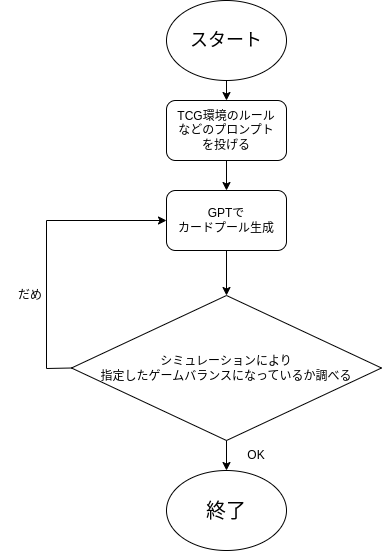 スタート
TCG環境のルール
などのプロンプト
を投げる
GPTで
カードプール生成
だめ
シミュレーションにより
指定したゲームバランスになっているか調べる
OK
終了